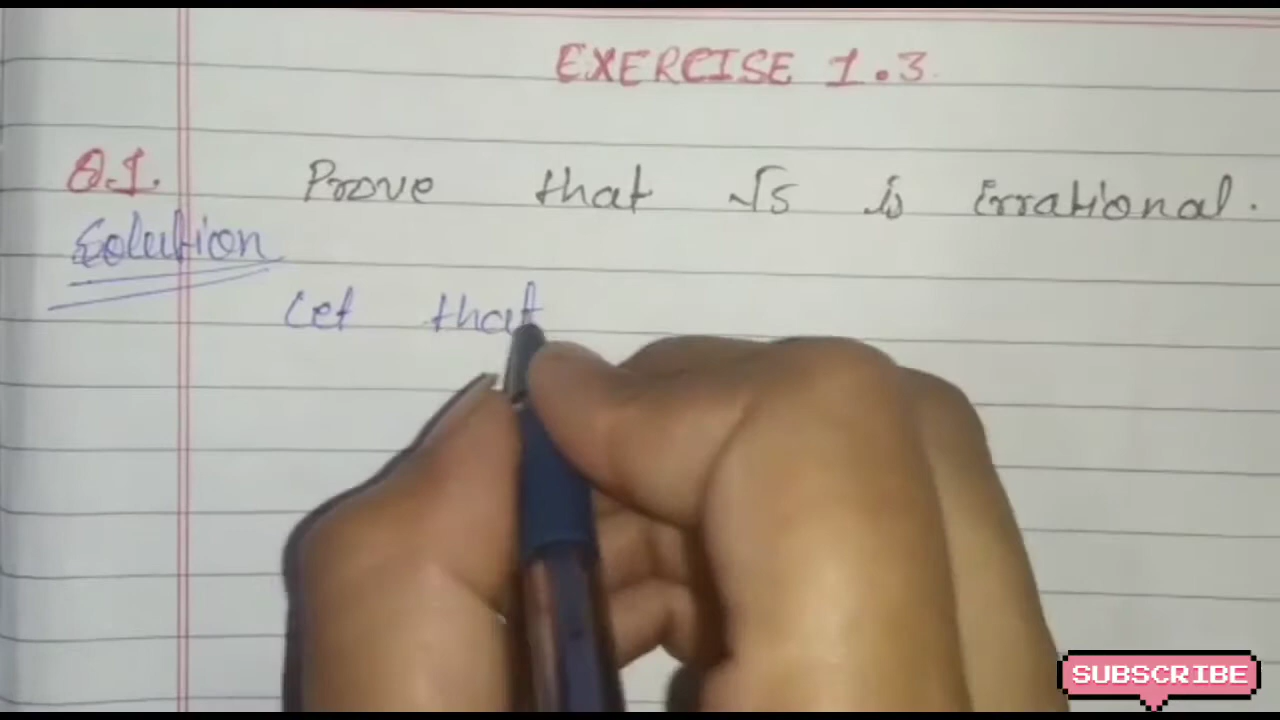 EXERCISE 1.3
Q.1. Prove that √5 is irrational.
Solution
Let that
SUBSCRIBE